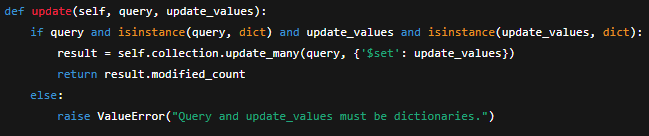 def update(self, query, update_values):
    if query and isinstance(query, dict) and update_values and isinstance(update_values, dict):
        result = self.collection.update_many(query, {'$set': update_values})
        return result.modified_count
    else:
        raise ValueError("Query and update_values must be dictionaries.")